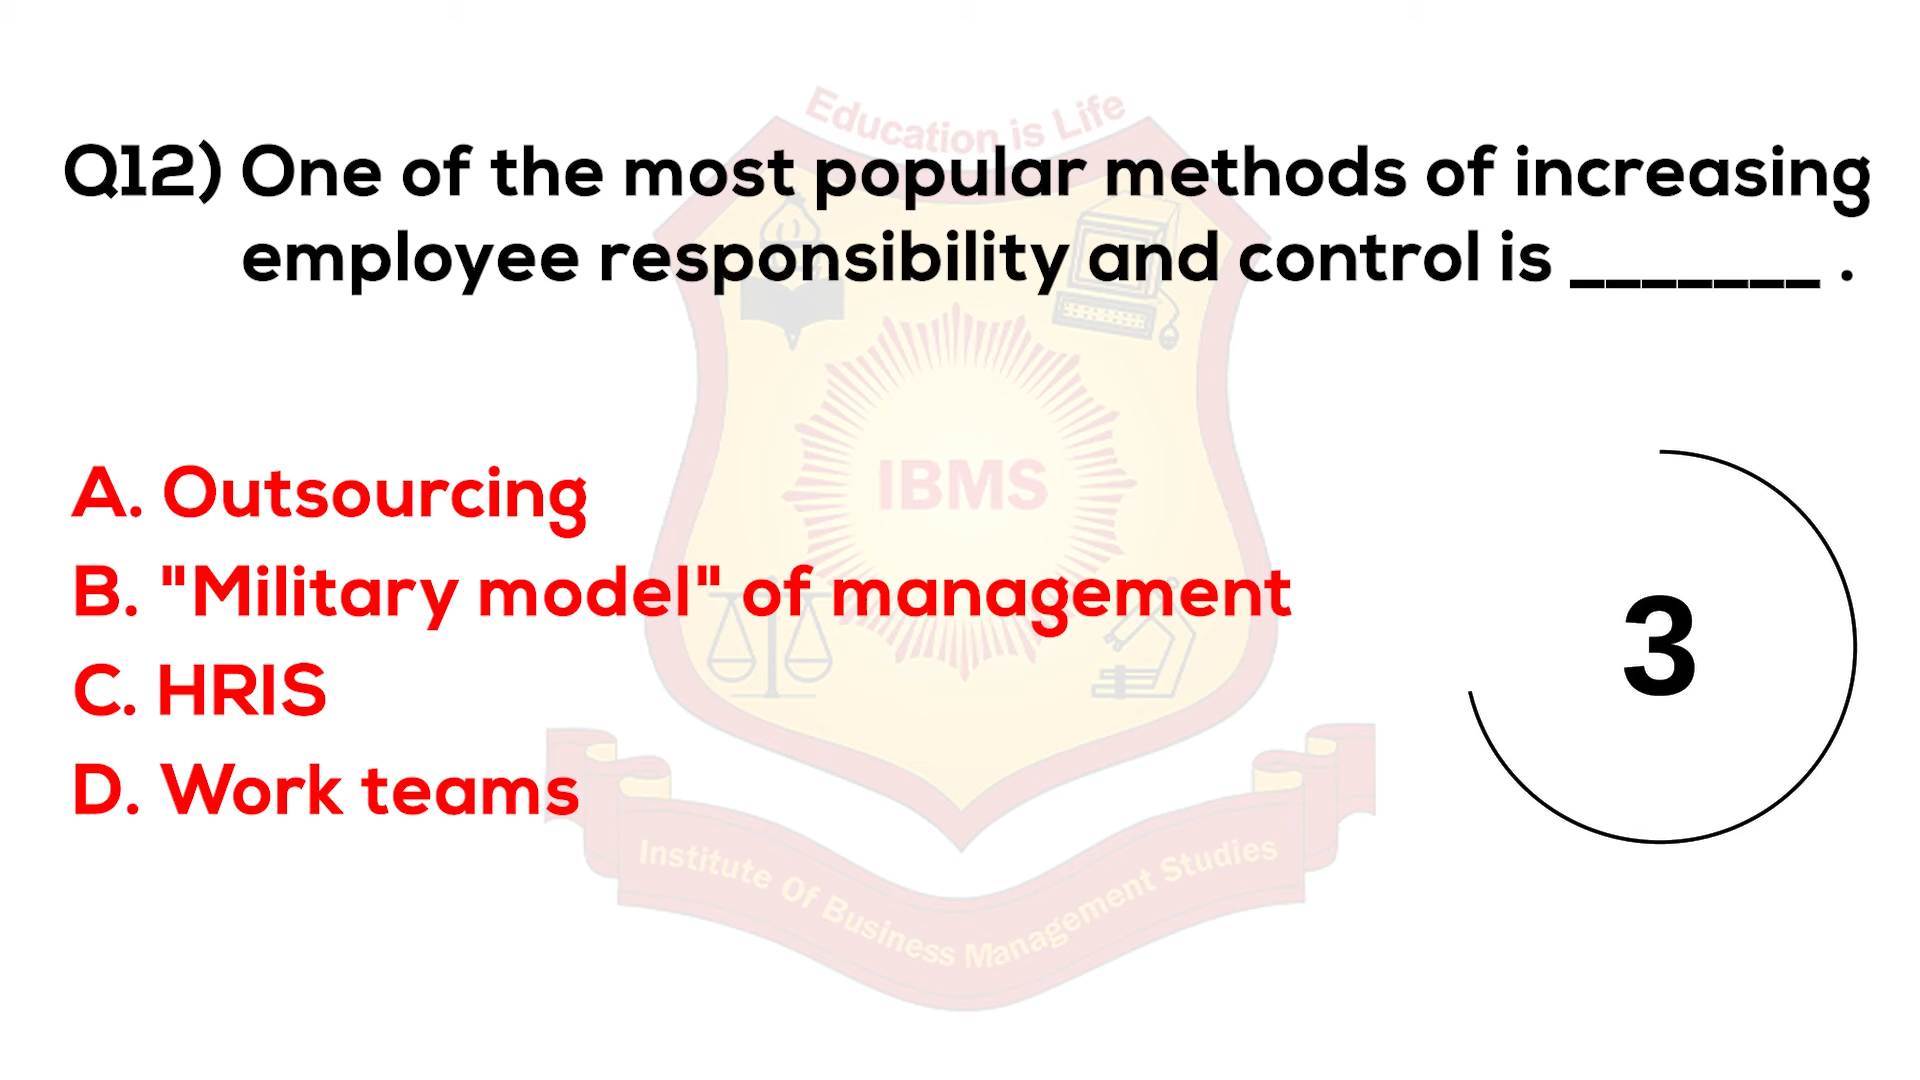 Education is Life
Q12) One of the most popular methods of increasing
employee responsibility and control is _______ .
IBMS
A. Outsourcing
B. "Military model" of management
C. HRIS
D. Work teams
3
Institute Of Business Management Studies